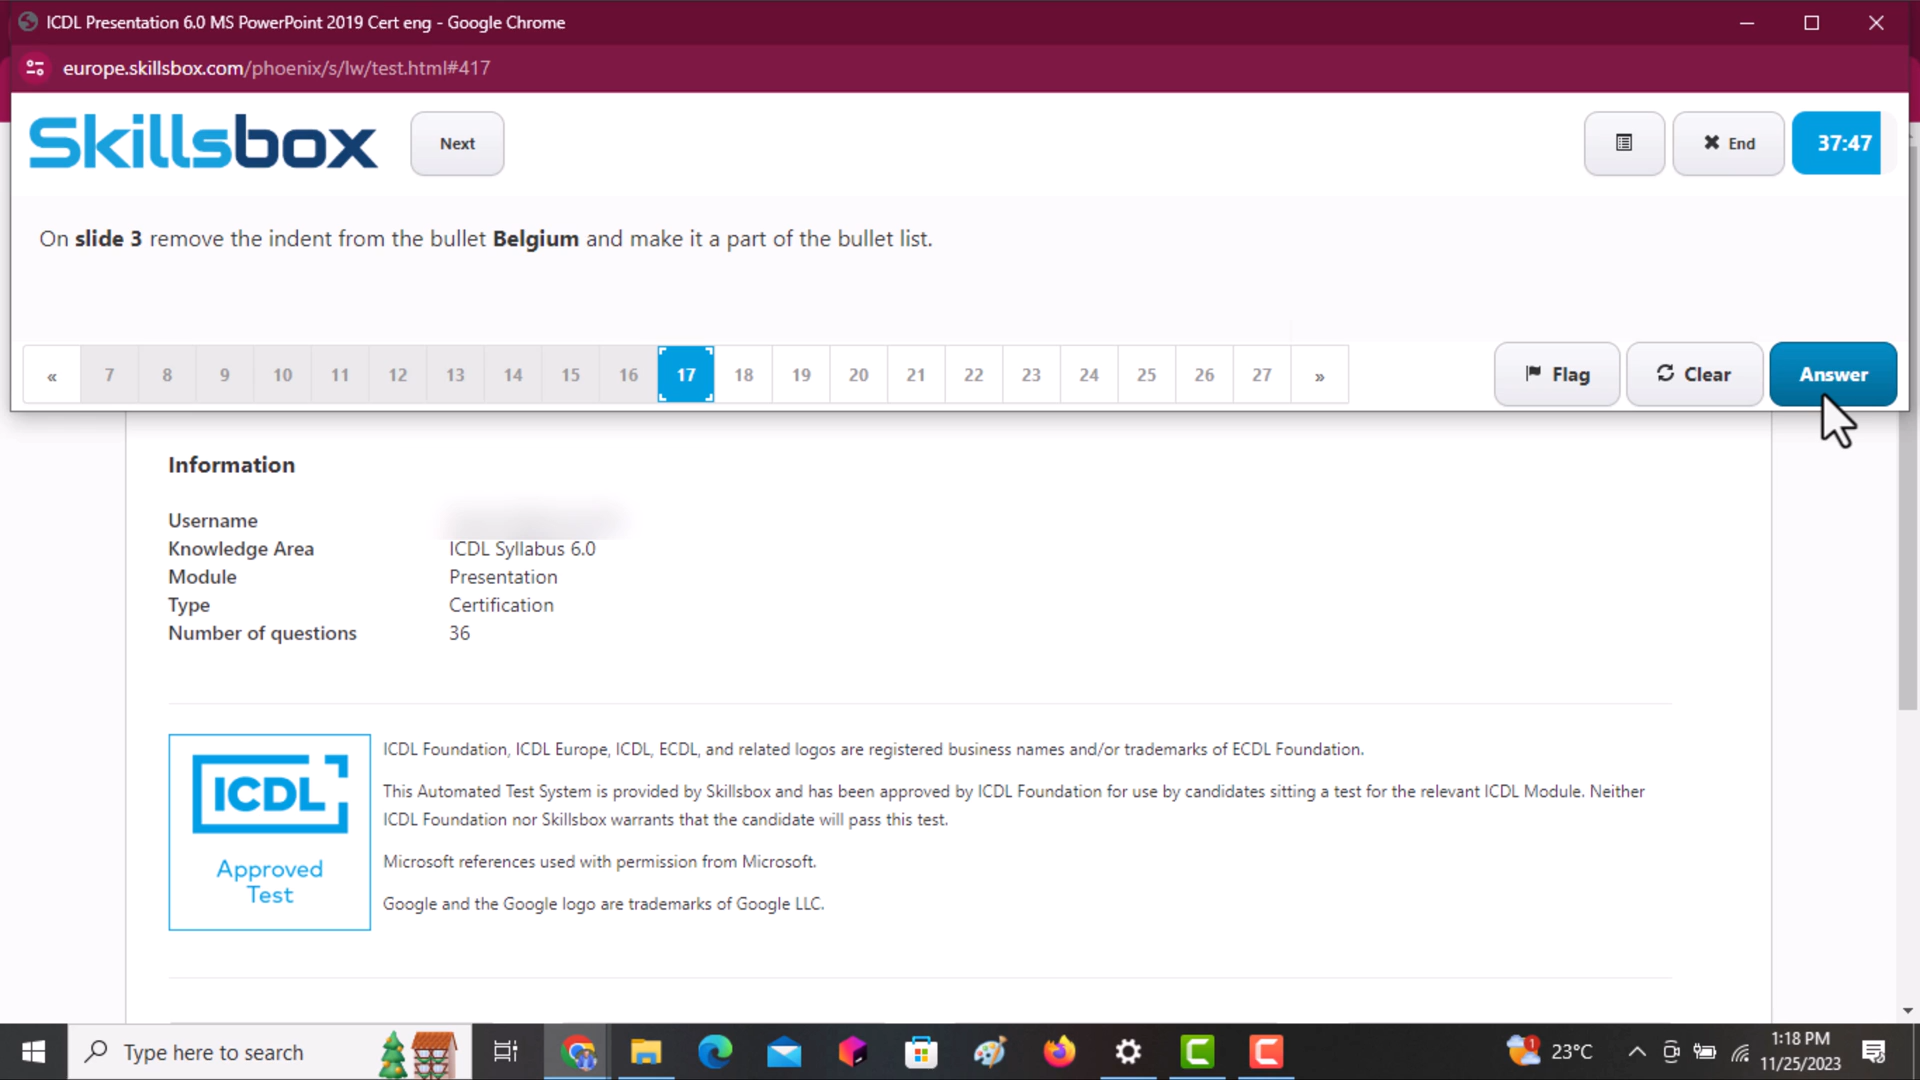 ICDL Presentation 6.0 MS PowerPoint 2019 Cert eng - Google Chrome
europe.skillsbox.com/phoenix/s/lw/test.html#417
Skillsbox
Next
End
37:47
On slide 3 remove the indent from the bullet Belgium and make it a part of the bullet list.
« 7 8 9 10 11 12 13 14 15 16 17 18 19 20 21 22 23 24 25 26 27 »
Flag
Clear
Answer
Information
Username
Knowledge Area ICDL Syllabus 6.0
Module Presentation
Type Certification
Number of questions 36
ICDL
Approved
Test
ICDL Foundation, ICDL Europe, ICDL, ECDL, and related logos are registered business names and/or trademarks of ECDL Foundation.
This Automated Test System is provided by Skillsbox and has been approved by ICDL Foundation for use by candidates sitting a test for the relevant ICDL Module. Neither
ICDL Foundation nor Skillsbox warrants that the candidate will pass this test.
Microsoft references used with permission from Microsoft.
Google and the Google logo are trademarks of Google LLC.
Type here to search
1
23°C
1:18 PM
11/25/2023